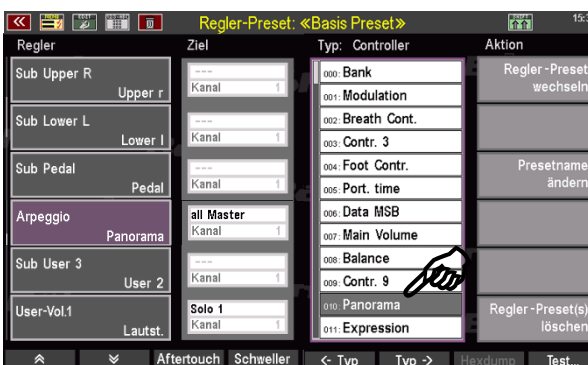 Regler-Preset: «Basis Preset»
15:3
Regler
Ziel
Typ: Controller
Aktion
Sub Upper R
Upper r
---
Kanal 1
Sub Lower L
Lower l
---
Kanal 1
Sub Pedal
Pedal
---
Kanal 1
Arpeggio
Panorama
all Master
Kanal 1
Sub User 3
User 2
---
Kanal 1
User-Vol.1
Lautst.
Solo 1
Kanal 1
000: Bank
001: Modulation
002: Breath Cont.
003: Contr. 3
004: Foot Contr.
005: Port. time
006: Data MSB
007: Main Volume
008: Balance
009: Contr. 9
010: Panorama
011: Expression
Regler-Preset
wechseln
Presetname
ändern
Regler-Preset(s)
löschen
Aftertouch
Schweller
<- Typ
Typ ->
Hexdump
Test...